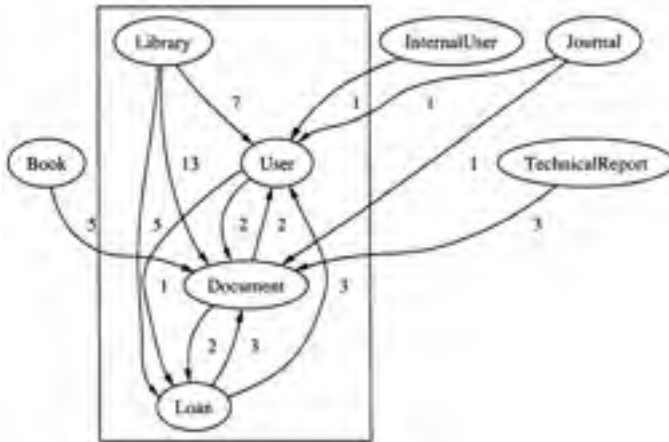 Library
InternalUser
Journal
7
1
1
Book
13
User
1
TechnicalReport
5
5
2
2
3
1
Document
3
2
3
Loan